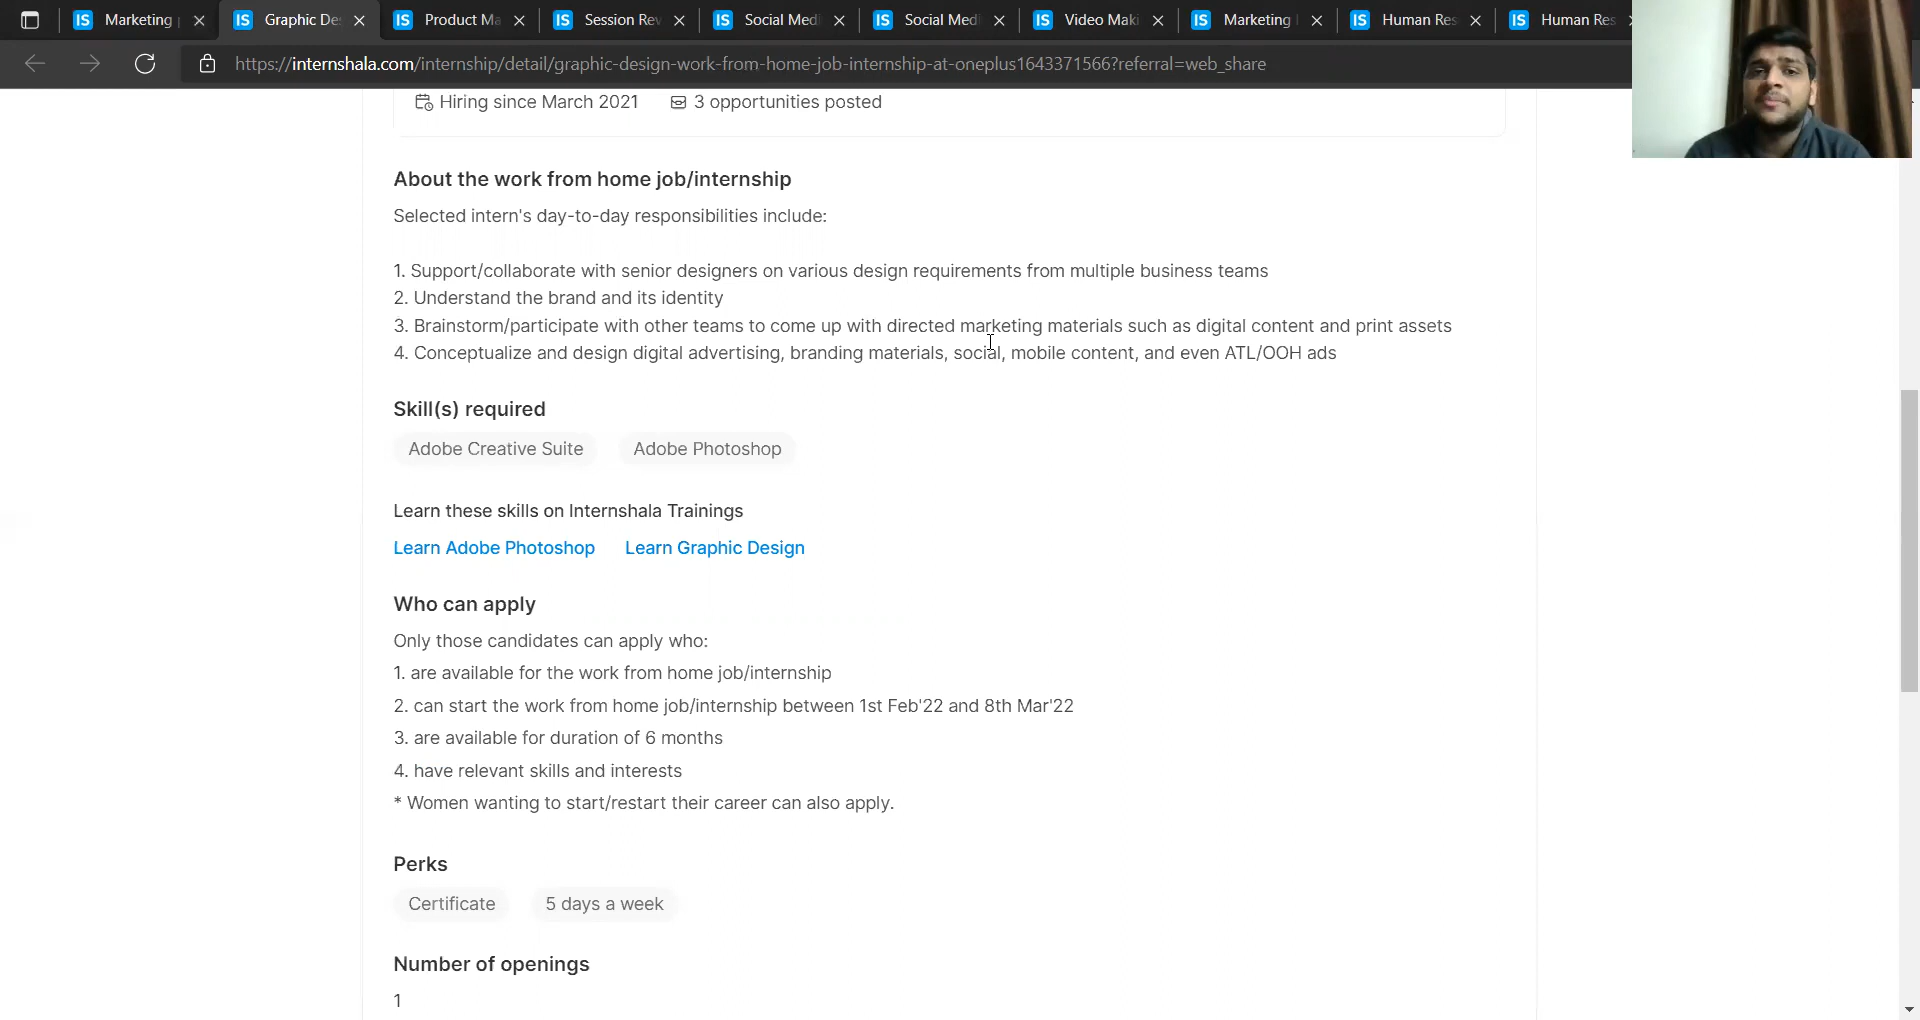 IS Marketing
IS Graphic De
IS Product Ma
IS Session Rev
IS Social Medi
IS Social Medi
IS Video Maki
IS Marketing
IS Human Res
IS Human Res
https://internshala.com/internship/detail/graphic-design-work-from-home-job-internship-at-oneplus1643371566?referral=web_share
Hiring since March 2021 3 opportunities posted
About the work from home job/internship
Selected intern's day-to-day responsibilities include:
1. Support/collaborate with senior designers on various design requirements from multiple business teams
2. Understand the brand and its identity
3. Brainstorm/participate with other teams to come up with directed marketing materials such as digital content and print assets
4. Conceptualize and design digital advertising, branding materials, social, mobile content, and even ATL/OOH ads
Skill(s) required
Adobe Creative Suite Adobe Photoshop
Learn these skills on Internshala Trainings
Learn Adobe Photoshop Learn Graphic Design
Who can apply
Only those candidates can apply who:
1. are available for the work from home job/internship
2. can start the work from home job/internship between 1st Feb'22 and 8th Mar'22
3. are available for duration of 6 months
4. have relevant skills and interests
* Women wanting to start/restart their career can also apply.
Perks
Certificate 5 days a week
Number of openings
1